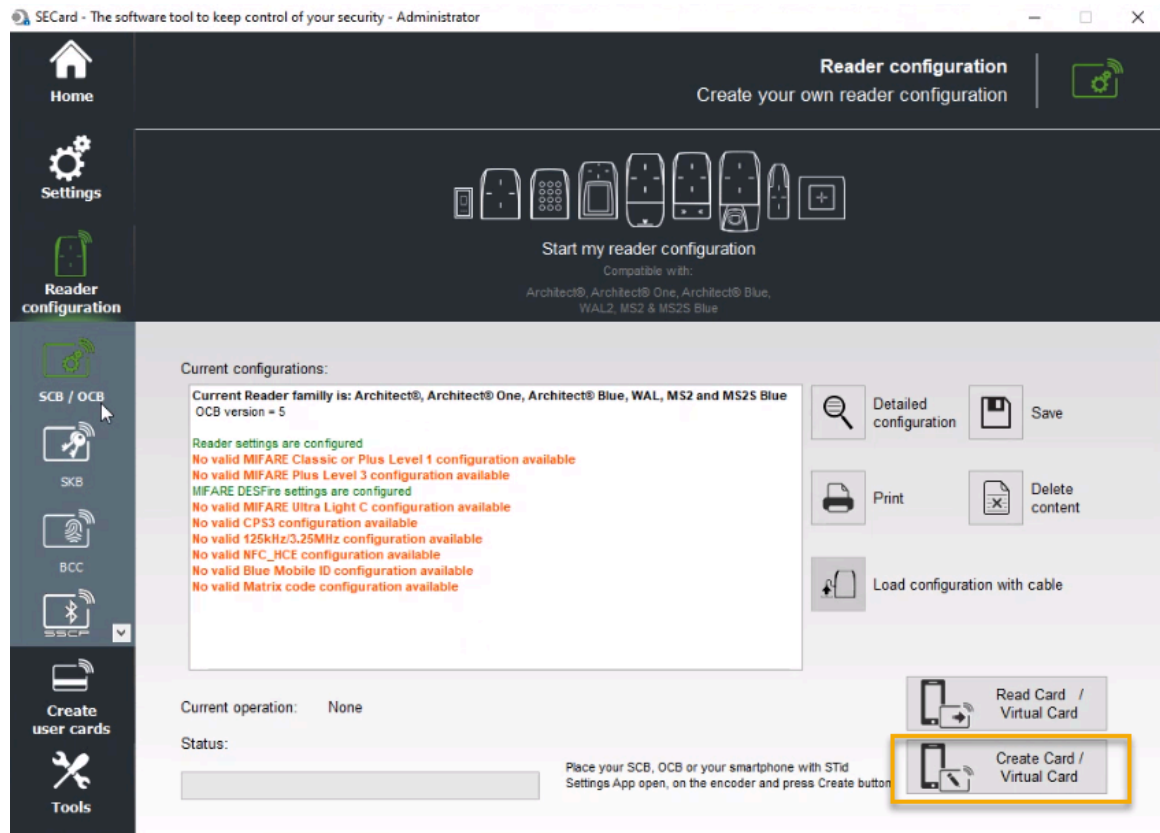 SECard - The software tool to keep control of your security - Administrator
Home
Reader configuration
Create your own reader configuration
Settings
Start my reader configuration
Compatible with:
Architect®, Architect® One, Architect® Blue,
WAL2, MS2 & MS2S Blue
Reader
configuration
SCB / OCB
SKB
BCC
SSCP
Create
user cards
Tools
Current configurations:
Current Reader familly is: Architect®, Architect® One, Architect® Blue, WAL, MS2 and MS2S Blue
OCB version = 5
Reader settings are configured
No valid MIFARE Classic or Plus Level 1 configuration available
No valid MIFARE Plus Level 3 configuration available
MIFARE DESFire settings are configured
No valid MIFARE Ultra Light C configuration available
No valid CPS3 configuration available
No valid 125kHz/3.25MHz configuration available
No valid NFC_HCE configuration available
No valid Blue Mobile ID configuration available
No valid Matrix code configuration available
Detailed
configuration
Save
Print
Delete
content
Load configuration with cable
Current operation: None
Status:
Read Card /
Virtual Card
Place your SCB, OCB or your smartphone with STid
Settings App open, on the encoder and press Create button
Create Card /
Virtual Card